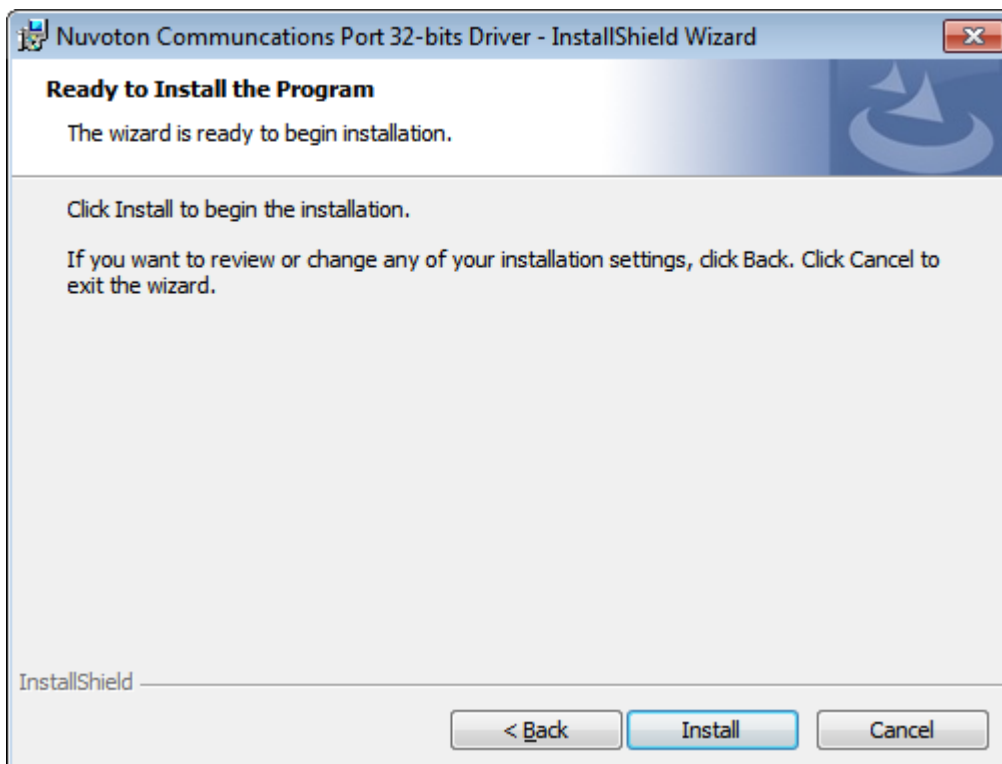 Nuvoton Communcations Port 32-bits Driver - InstallShield Wizard
Ready to Install the Program
The wizard is ready to begin installation.
Click Install to begin the installation.
If you want to review or change any of your installation settings, click Back. Click Cancel to
exit the wizard.
InstallShield
< Back Install Cancel